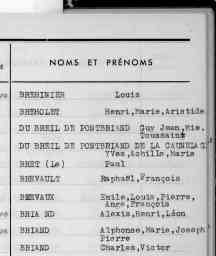 NOMS ET PRÉNOMS
BREHINIER Louis
BREHOLET Henri,Marie,Aristide
DU BREIL DE PONTBRIAND Guy Jean,Mie.
Toussaint
DU BREIL DE PONTBRIAND DE LA CAUNELA
YVes,Achille,Marie
BRET (Le) Paul
BREVAULT Raphaël,François
BREVAUX Emile,Louis,Pierre,
Ange,François
BRIA ND Alexis,Henri,Léon
BRIAND Alphonse,Marie,Joseph
Pierre
BRIAND Charles,Victor